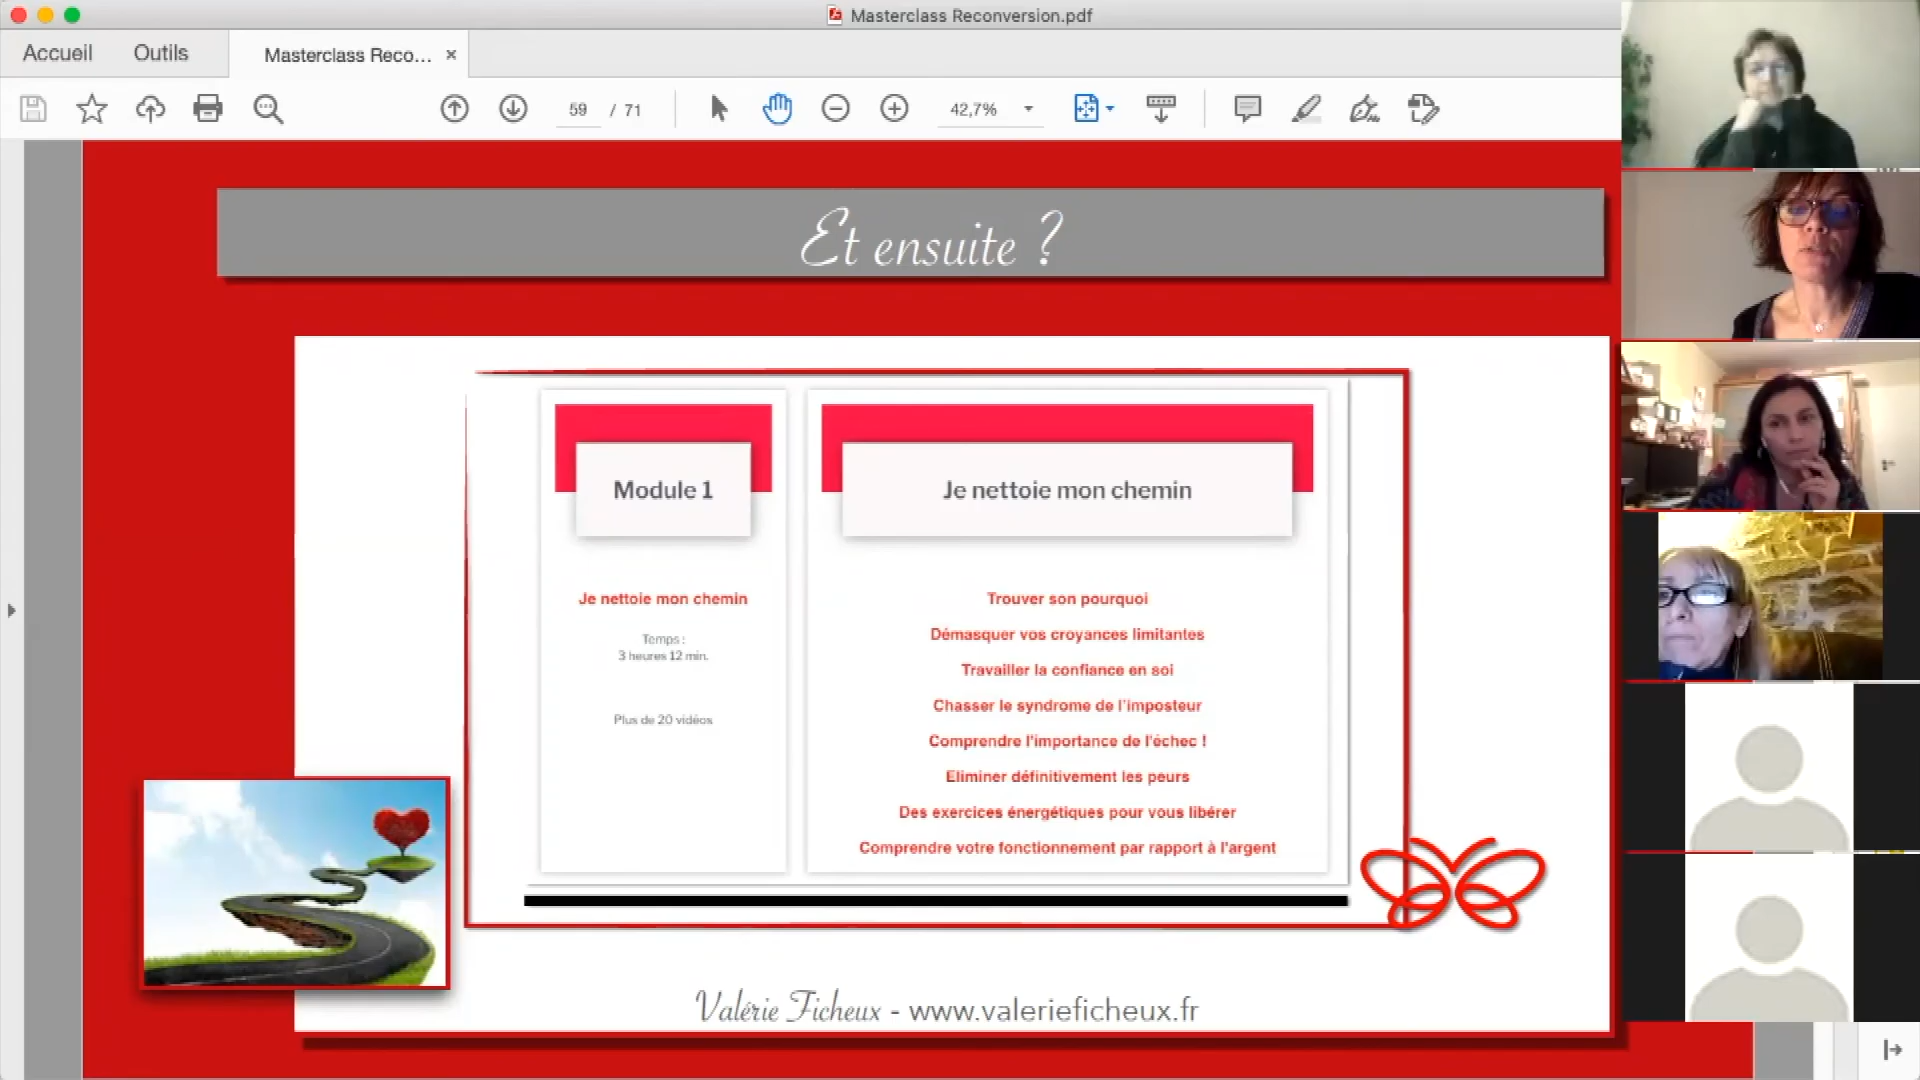 Masterclass Reconversion.pdf
Accueil
Outils
Masterclass Reco...
59 / 71
42,7%
Et ensuite ?
Module 1
Je nettoie mon chemin
Temps :
3 heures 12 min.
Plus de 20 vidéos
Je nettoie mon chemin
Trouver son pourquoi
Démasquer vos croyances limitantes
Travailler la confiance en soi
Chasser le syndrome de l'imposteur
Comprendre l'importance de l'échec !
Eliminer définitivement les peurs
Des exercices énergétiques pour vous libérer
Comprendre votre fonctionnement par rapport à l'argent
Valérie Ficheux - www.valerieficheux.fr